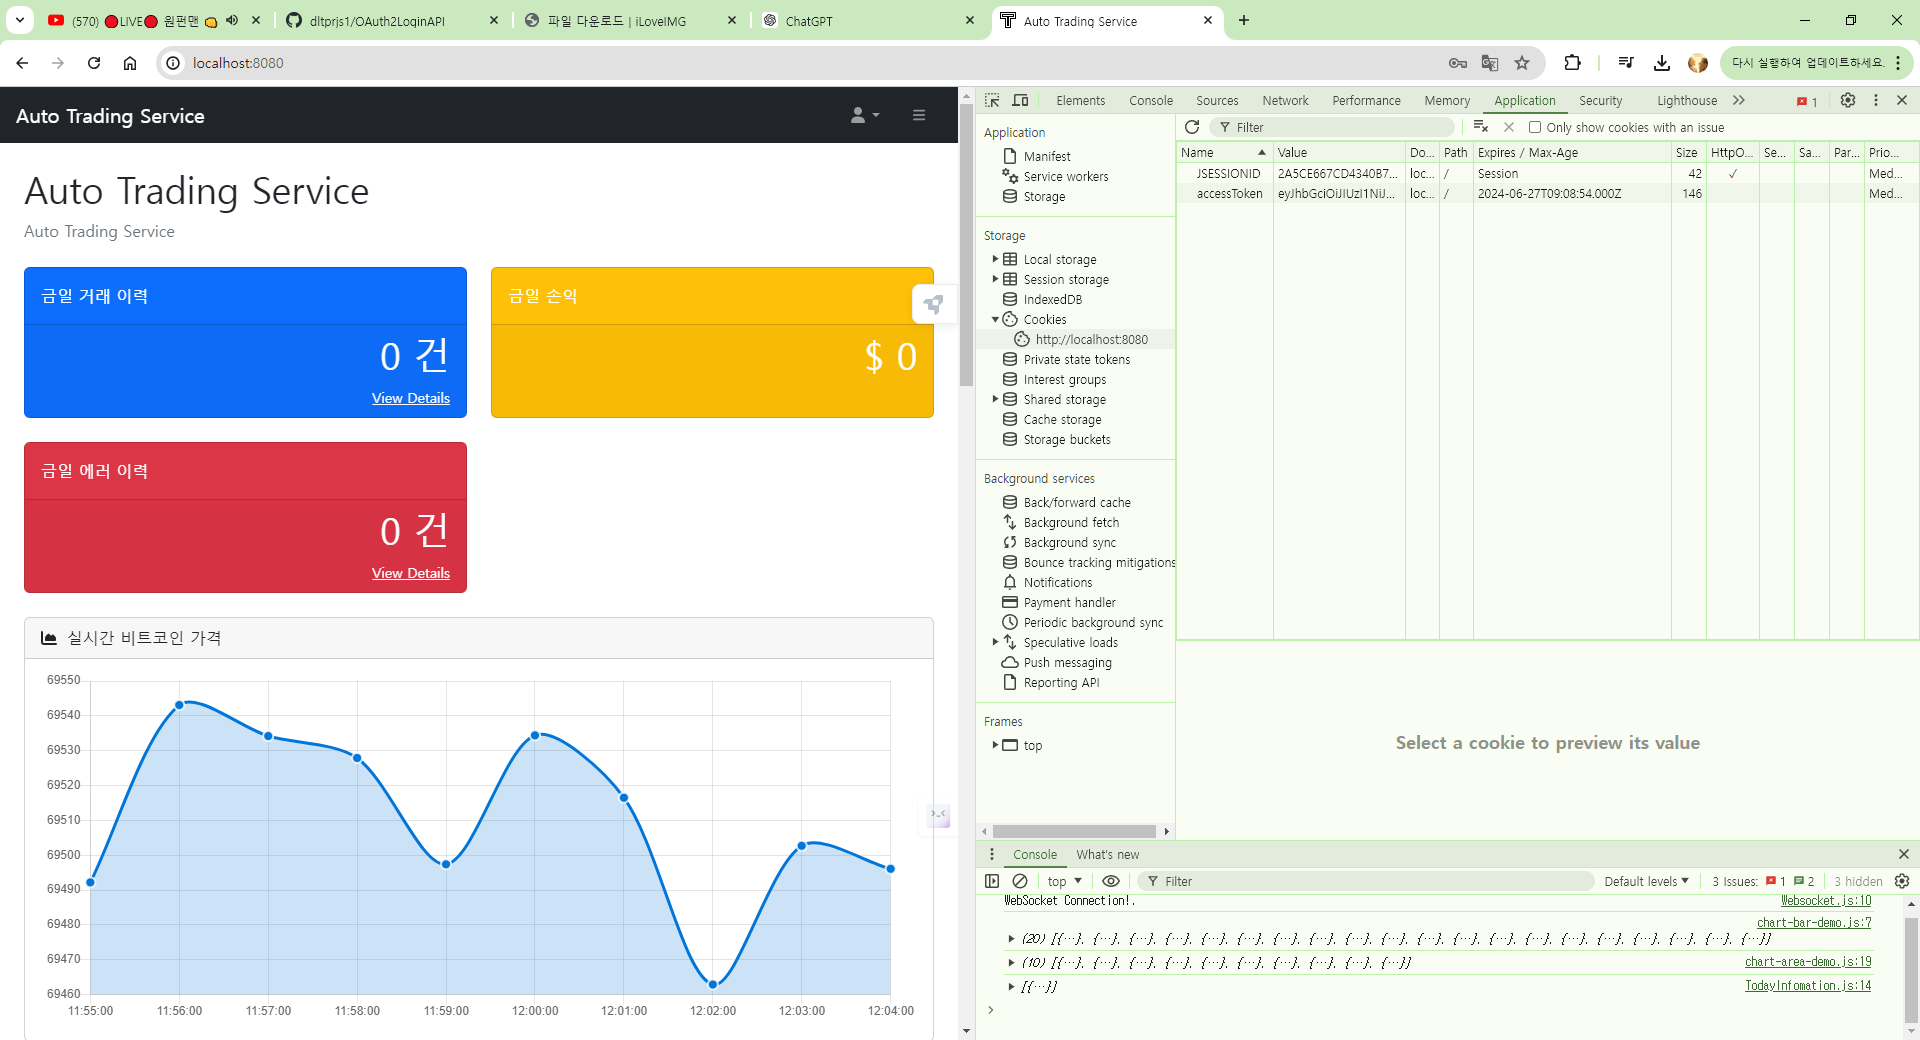 (570) 🔴LIVE🔴 원펀맨 👊
dltprjs1/OAuth2LoginAPI
파일 다운로드 | iLoveIMG
ChatGPT
Auto Trading Service
localhost:8080
다시 실행하여 업데이트하세요.
Auto Trading Service
Auto Trading Service
Auto Trading Service
금일 거래 이력
0 건
View Details
금일 손익
$ 0
금일 에러 이력
0 건
View Details
실시간 비트코인 가격
69550
69540
69530
69520
69510
69500
69490
69480
69470
69460
11:55:00 11:56:00 11:57:00 11:58:00 11:59:00 12:00:00 12:01:00 12:02:00 12:03:00 12:04:00
Elements Console Sources Network Performance Memory Application Security Lighthouse 1
Application
Manifest
Service workers
Storage
Storage
Local storage
Session storage
IndexedDB
Cookies
http://localhost:8080
Private state tokens
Interest groups
Shared storage
Cache storage
Storage buckets
Background services
Back/forward cache
Background fetch
Background sync
Bounce tracking mitigations
Notifications
Payment handler
Periodic background sync
Speculative loads
Push messaging
Reporting API
Frames
top
Filter
Only show cookies with an issue
Name Value Do... Path Expires / Max-Age Size HttpO... Se... Sa... Par... Prio...
JSESSIONID 2A5CE667CD4340B7... loc... / Session 42 ✓ Med...
accessToken eyJhbGciOiJIUzI1NiJ... loc... / 2024-06-27T09:08:54.000Z 146 Med...
Select a cookie to preview its value
Console What's new
top Filter Default levels 3 Issues: 1 2 3 hidden
WebSocket Connection!. Websocket.js:10
chart-bar-demo.js:7
(20) [{…}, {…}, {…}, {…}, {…}, {…}, {…}, {…}, {…}, {…}, {…}, {…}, {…}, {…}, {…}, {…}, {…}, {…}, {…}, {…}]
(10) [{…}, {…}, {…}, {…}, {…}, {…}, {…}, {…}, {…}, {…}] chart-area-demo.js:19
[{…}] TodayInfomation.js:14